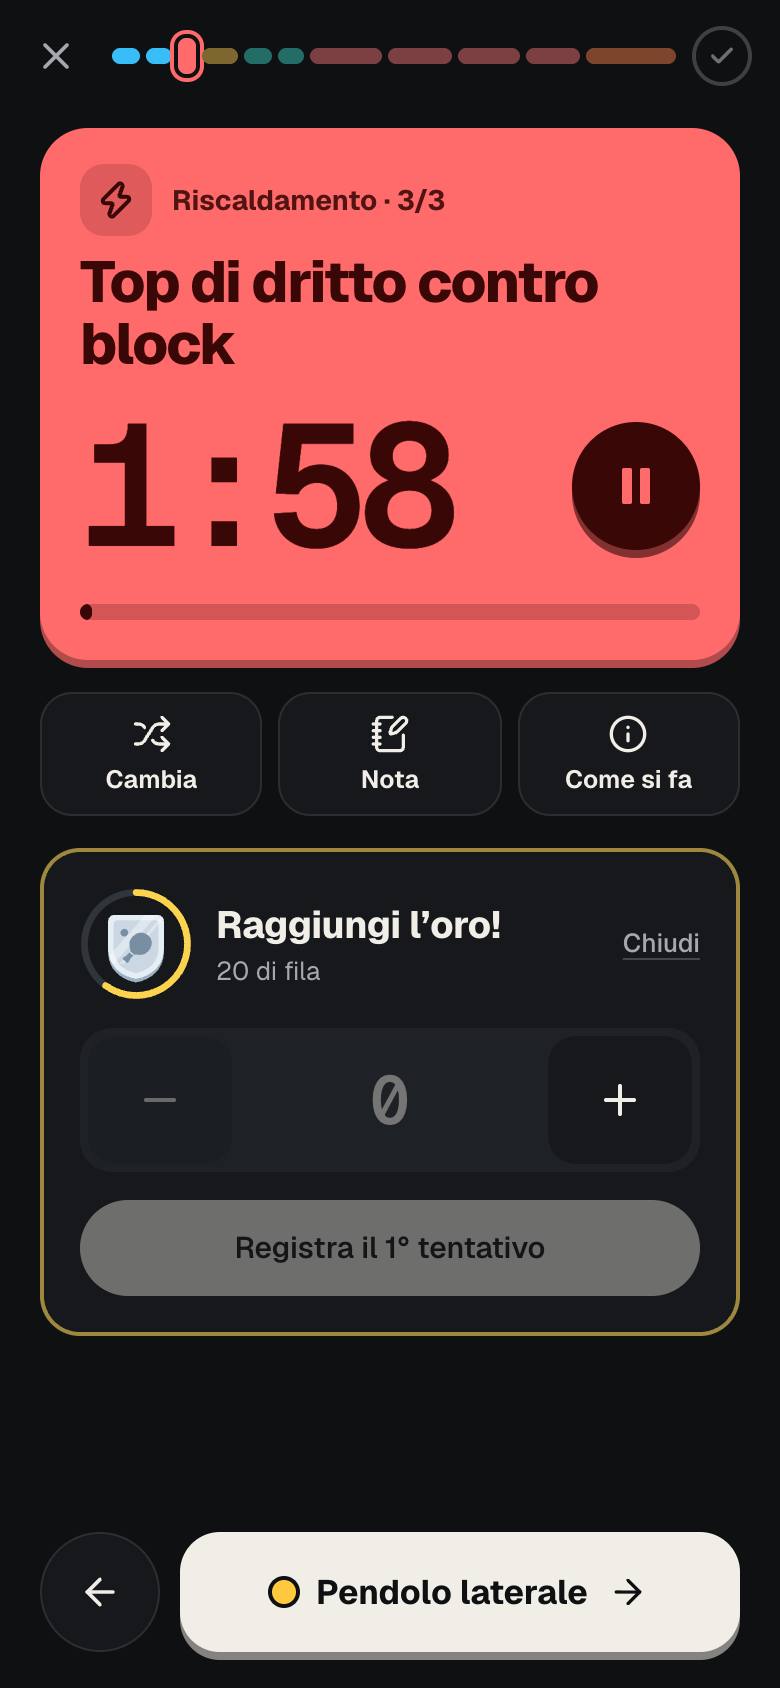 Riscaldamento · 3/3
Top di dritto contro
block
1:58
Cambia
Nota
Come si fa
Raggiungi l’oro!
20 di fila
Chiudi
0
Registra il 1° tentativo
Pendolo laterale